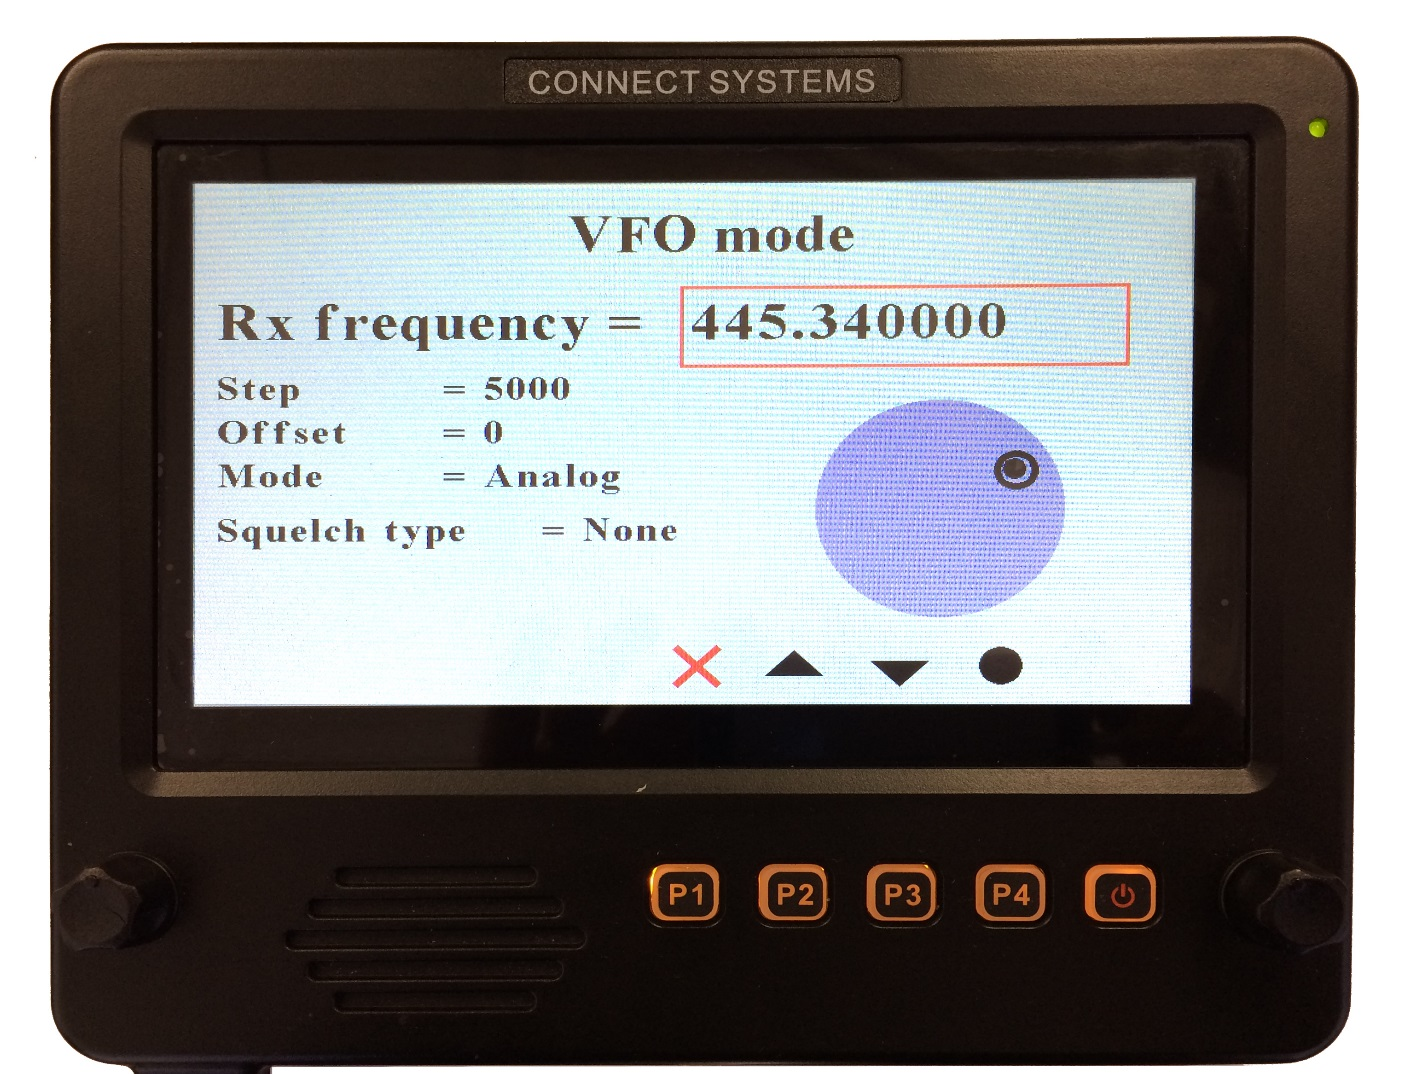 CONNECT SYSTEMS
VFO mode
Rx frequency = 445.340000
Step = 5000
Offset = 0
Mode = Analog
Squelch type = None
P1 P2 P3 P4